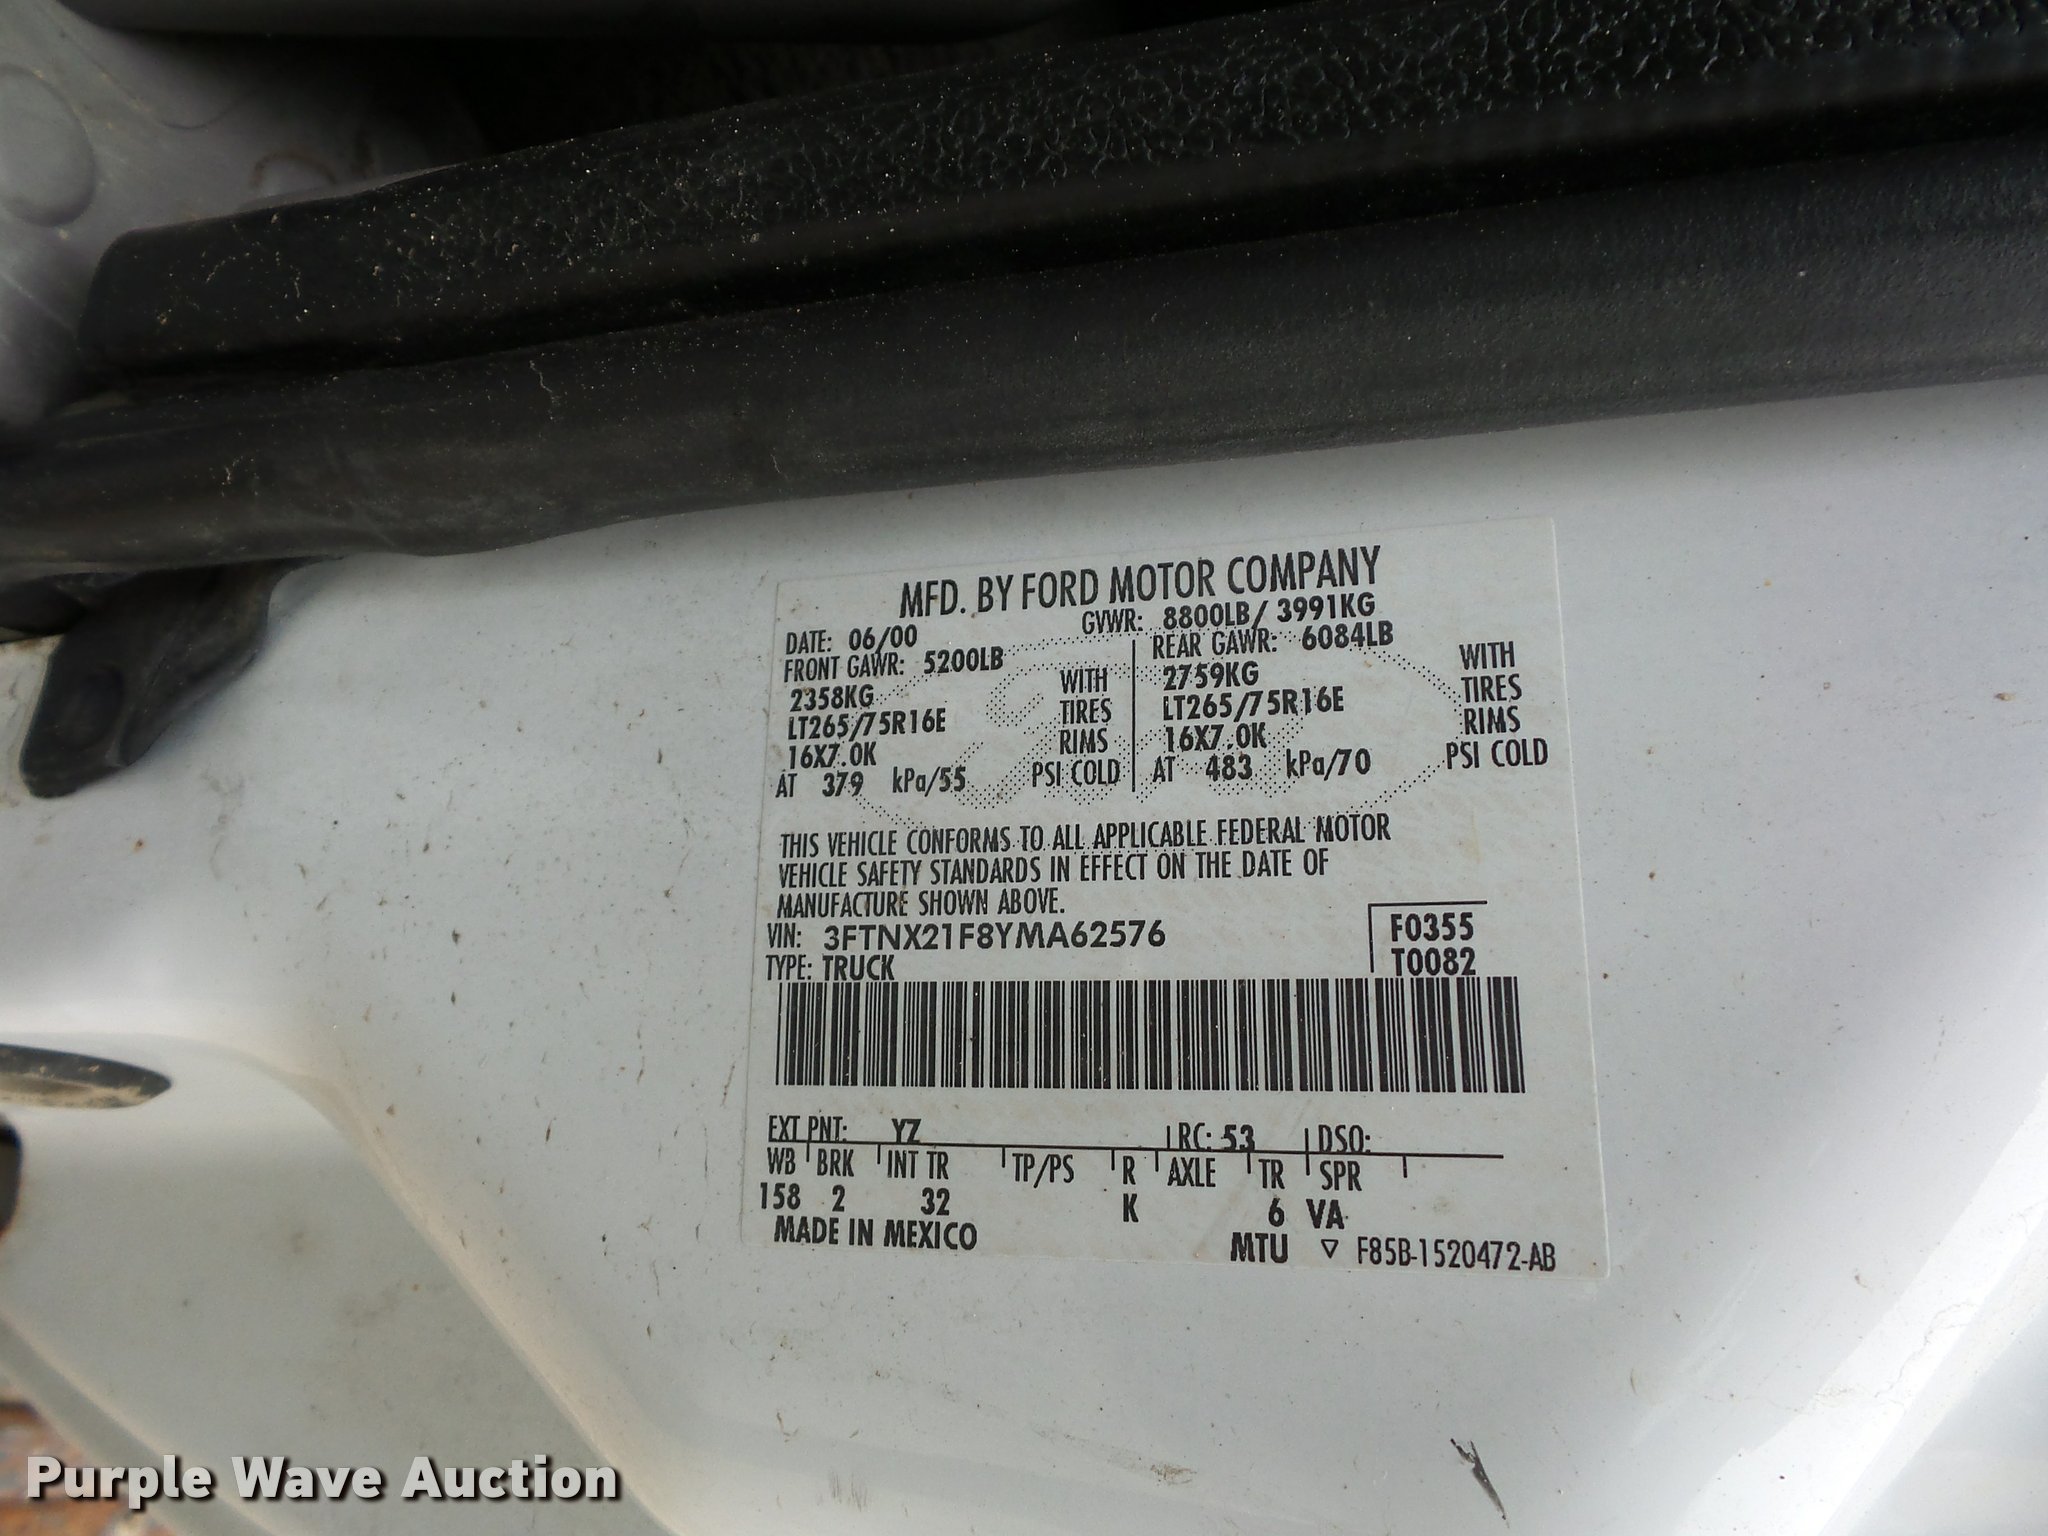 MFD. BY FORD MOTOR COMPANY
DATE: 06/00 GVWR: 8800LB/ 3991KG
FRONT GAWR: 5200LB REAR GAWR: 6084LB
2358KG WITH 2759KG WITH
LT265/75R16E TIRES LT265/75R16E TIRES
16X7.0K RIMS 16X7.0K RIMS
AT 379 kPa/55 PSI COLD AT 483 kPa/70 PSI COLD
THIS VEHICLE CONFORMS TO ALL APPLICABLE FEDERAL MOTOR
VEHICLE SAFETY STANDARDS IN EFFECT ON THE DATE OF
MANUFACTURE SHOWN ABOVE.
VIN: 3FTNX21F8YMA62576 F0355
TYPE: TRUCK T0082
EXT PNT: YZ RC: 53 DSO:
WB BRK INT TR TP/PS R AXLE TR SPR
158 2 32 K 6 VA
MADE IN MEXICO MTU ▽ F85B-1520472-AB
Purple Wave Auction